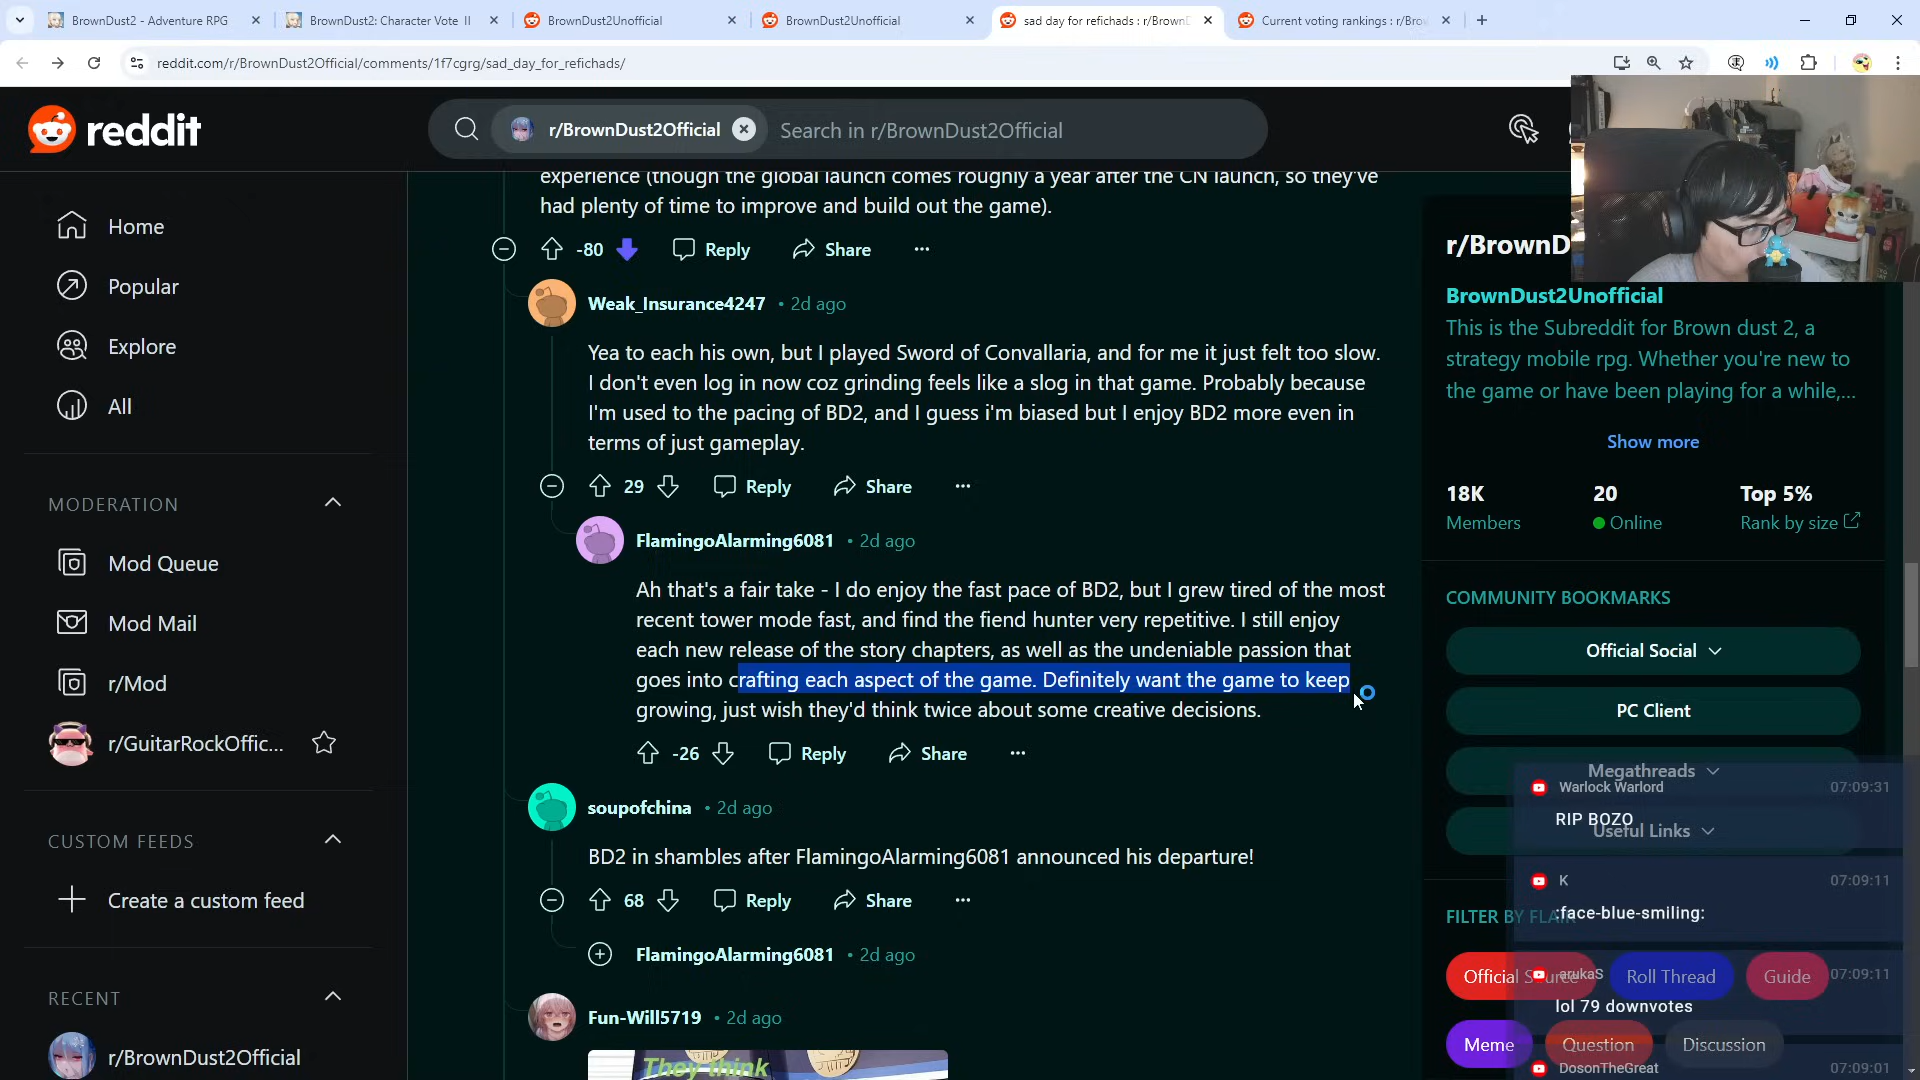 BrownDust2 - Adventure RPG
BrownDust2: Character Vote II
BrownDust2Unofficial
BrownDust2Unofficial
sad day for refichads : r/BrownD
Current voting rankings : r/Brow
reddit.com/r/BrownDust2Official/comments/1f7cgrg/sad_day_for_refichads/
reddit
r/BrownDust2Official
Search in r/BrownDust2Official
Home
Popular
Explore
All
MODERATION
Mod Queue
Mod Mail
r/Mod
r/GuitarRockOffic...
CUSTOM FEEDS
Create a custom feed
RECENT
r/BrownDust2Official
experience (though the global launch comes roughly a year after the CN launch, so they've
had plenty of time to improve and build out the game).
-80
Reply
Share
Weak_Insurance4247 • 2d ago
Yea to each his own, but I played Sword of Convallaria, and for me it just felt too slow.
I don't even log in now coz grinding feels like a slog in that game. Probably because
I'm used to the pacing of BD2, and I guess i'm biased but I enjoy BD2 more even in
terms of just gameplay.
29
Reply
Share
FlamingoAlarming6081 • 2d ago
Ah that's a fair take - I do enjoy the fast pace of BD2, but I grew tired of the most
recent tower mode fast, and find the fiend hunter very repetitive. I still enjoy
each new release of the story chapters, as well as the undeniable passion that
goes into crafting each aspect of the game. Definitely want the game to keep
growing, just wish they'd think twice about some creative decisions.
-26
Reply
Share
soupofchina • 2d ago
BD2 in shambles after FlamingoAlarming6081 announced his departure!
68
Reply
Share
FlamingoAlarming6081 • 2d ago
Fun-Will5719 • 2d ago
They think
r/BrownD
BrownDust2Unofficial
This is the Subreddit for Brown dust 2, a
strategy mobile rpg. Whether you're new to
the game or have been playing for a while,...
Show more
18K
Members
20
Online
Top 5%
Rank by size
COMMUNITY BOOKMARKS
Official Social
PC Client
Megathreads
Useful Links
FILTER BY FLAIR
Official Source
Roll Thread
Guide
Meme
Question
Discussion
Warlock Warlord
07:09:31
RIP BOZO
K
07:09:11
:face-blue-smiling:
arukaS
07:09:11
lol 79 downvotes
DosonTheGreat
07:09:01